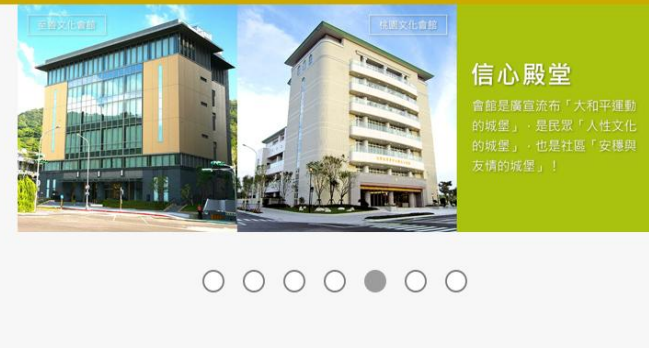 至善文化會館
桃園文化會館
信心殿堂
會館是廣宣流布「大和平運動
的城堡」，是民眾「人性文化
的城堡」，也是社區「安穩與
友情的城堡」！